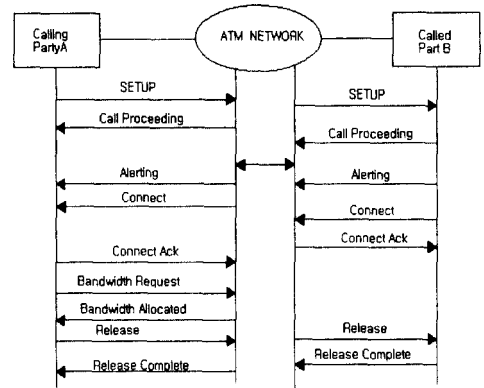 Calling
PartyA
ATM NETWORK
Called
Part B
SETUP
SETUP
Call Proceeding
Call Proceeding
Alerting
Alerting
Connect
Connect
Connect Ack
Connect Ack
Bandwidth Request
Bandwidth Allocated
Release
Release
Release Complete
Release Complete